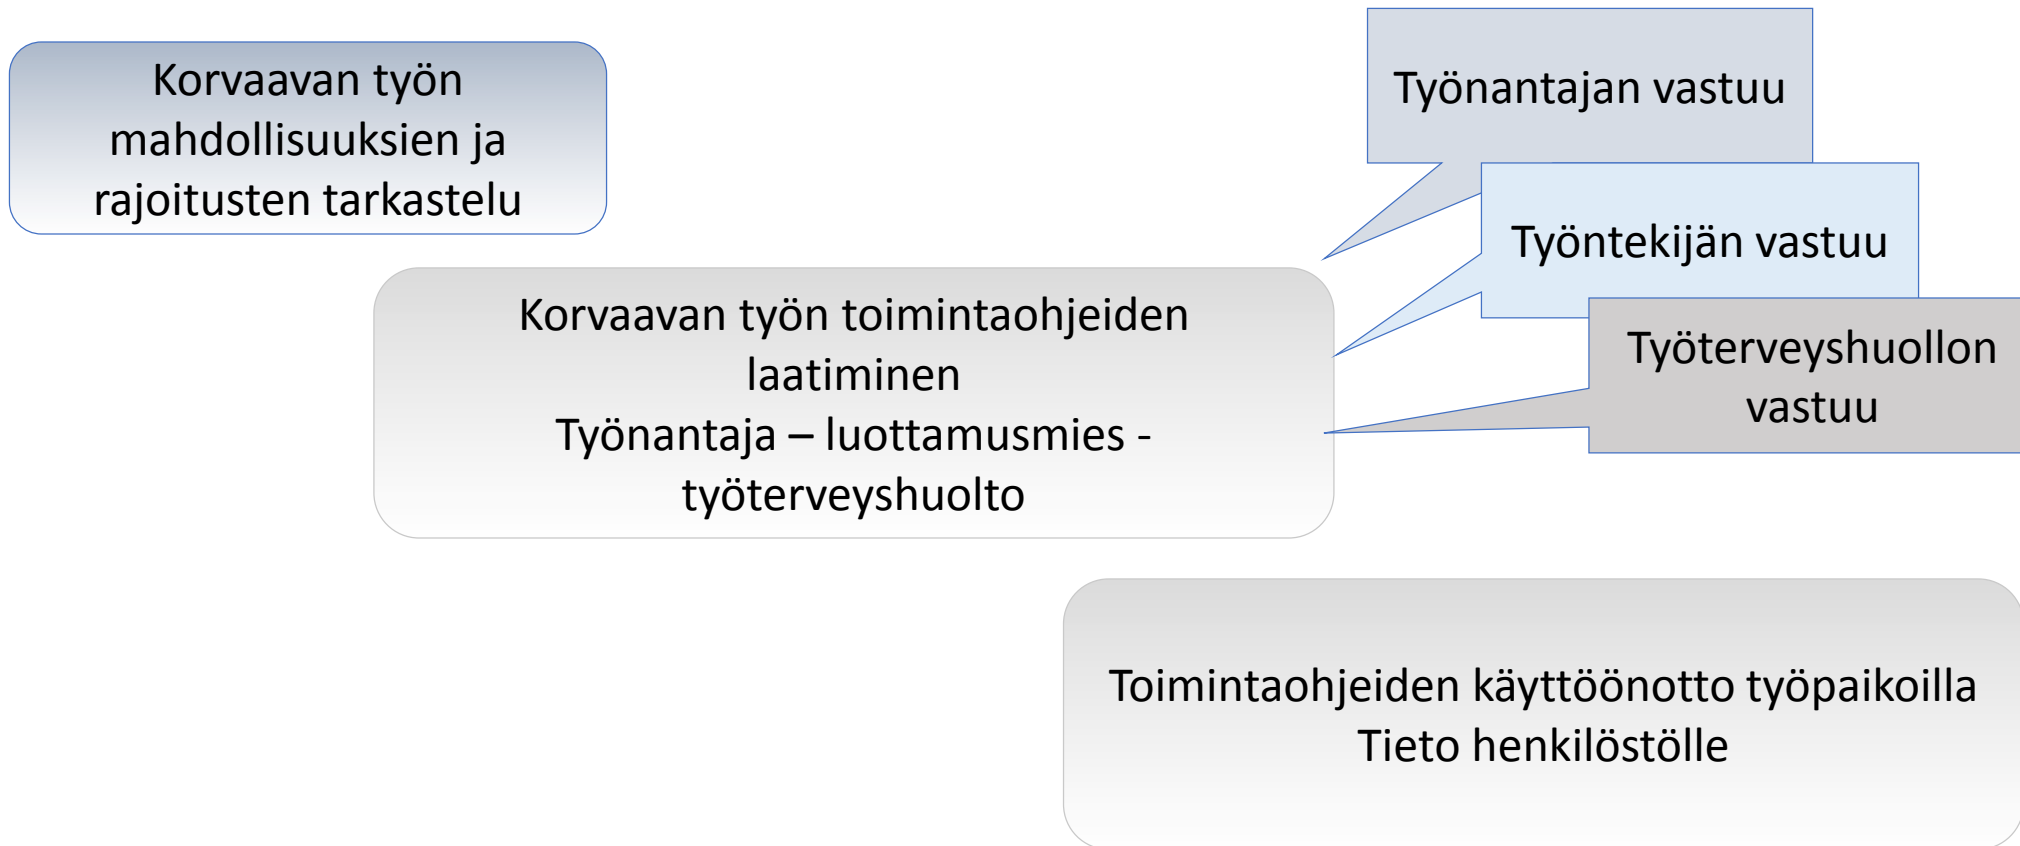 Korvaavan työn
mahdollisuuksien ja
rajoitusten tarkastelu
Työnantajan vastuu
Työntekijän vastuu
Työterveyshuollon
vastuu
Korvaavan työn toimintaohjeiden
laatiminen
Työnantaja – luottamusmies -
työterveyshuolto
Toimintaohjeiden käyttöönotto työpaikoilla
Tieto henkilöstölle